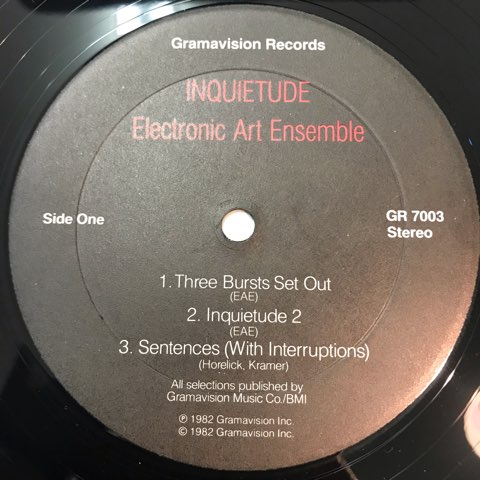 Gramavision Records
INQUIETUDE
Electronic Art Ensemble
Side One
GR 7003
Stereo
1. Three Bursts Set Out
(EAE)
2. Inquietude 2
(EAE)
3. Sentences (With Interruptions)
(Horelick, Kramer)
All selections published by
Gramavision Music Co./BMI
℗ 1982 Gramavision Inc.
© 1982 Gramavision Inc.